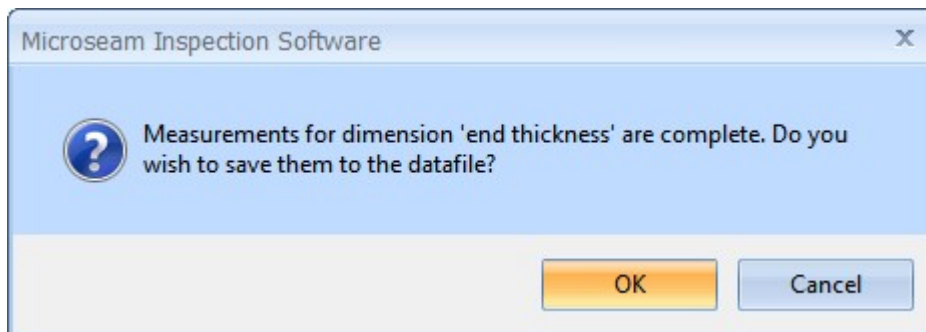 Microseam Inspection Software
Measurements for dimension 'end thickness' are complete. Do you
wish to save them to the datafile?
OK
Cancel